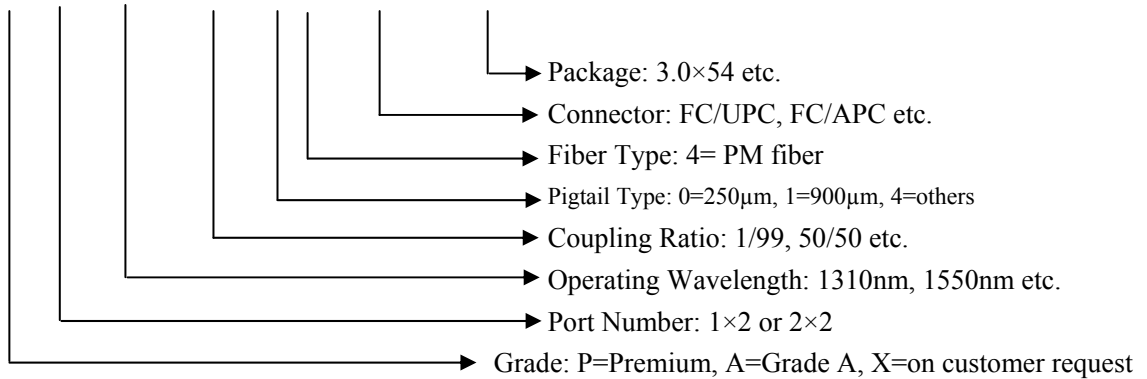 Package: 3.0×54 etc.
Connector: FC/UPC, FC/APC etc.
Fiber Type: 4= PM fiber
Pigtail Type: 0=250µm, 1=900µm, 4=others
Coupling Ratio: 1/99, 50/50 etc.
Operating Wavelength: 1310nm, 1550nm etc.
Port Number: 1×2 or 2×2
Grade: P=Premium, A=Grade A, X=on customer request